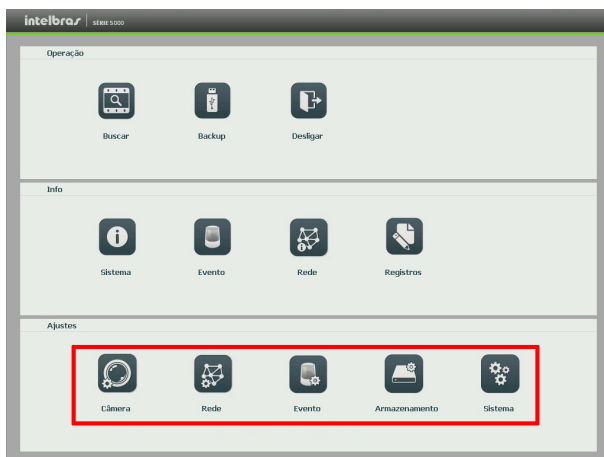 intelbras SÉRIE 5000
Operação
Buscar Backup Desligar
Info
Sistema Evento Rede Registros
Ajustes
Câmera Rede Evento Armazenamento Sistema